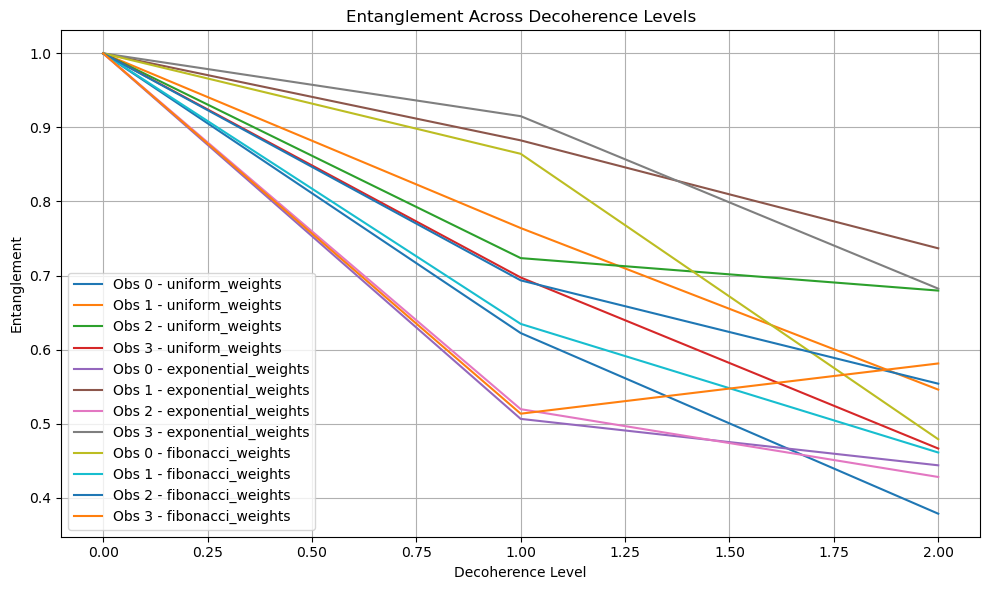 Entanglement Across Decoherence Levels
Entanglement
1.0
0.9
0.8
0.7
0.6
0.5
0.4
Obs 0 - uniform_weights
Obs 1 - uniform_weights
Obs 2 - uniform_weights
Obs 3 - uniform_weights
Obs 0 - exponential_weights
Obs 1 - exponential_weights
Obs 2 - exponential_weights
Obs 3 - exponential_weights
Obs 0 - fibonacci_weights
Obs 1 - fibonacci_weights
Obs 2 - fibonacci_weights
Obs 3 - fibonacci_weights
0.00 0.25 0.50 0.75 1.00 1.25 1.50 1.75 2.00
Decoherence Level